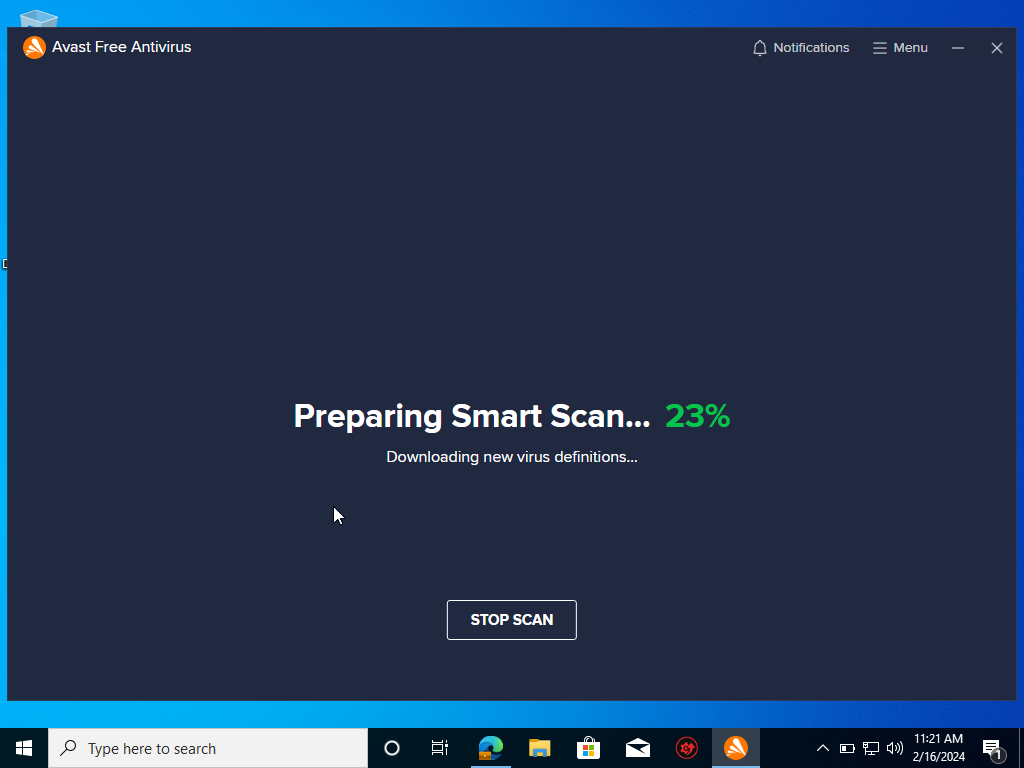 Avast Free Antivirus
Notifications
Menu
Preparing Smart Scan... 23%
Downloading new virus definitions...
STOP SCAN
Type here to search
11:21 AM
2/16/2024
1